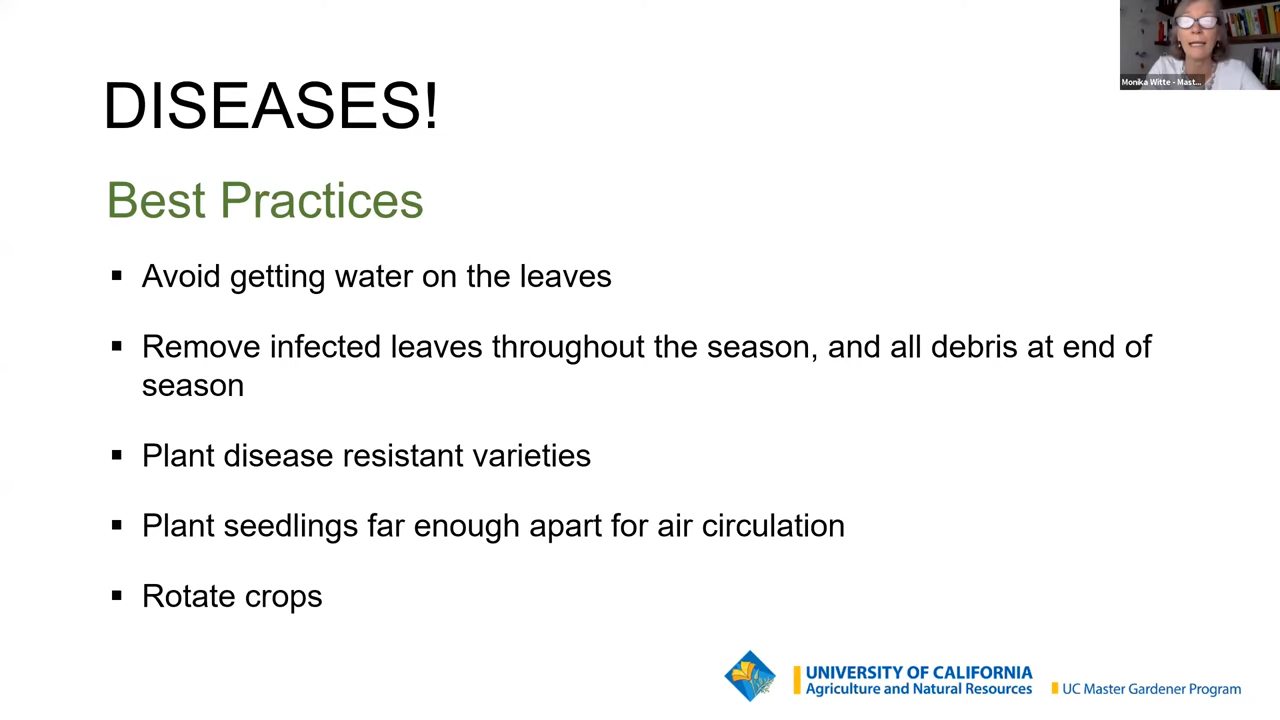 Monika Witte - Mast...
DISEASES!
Best Practices
▪ Avoid getting water on the leaves
▪ Remove infected leaves throughout the season, and all debris at end of
season
▪ Plant disease resistant varieties
▪ Plant seedlings far enough apart for air circulation
▪ Rotate crops
UNIVERSITY OF CALIFORNIA
Agriculture and Natural Resources
UC Master Gardener Program